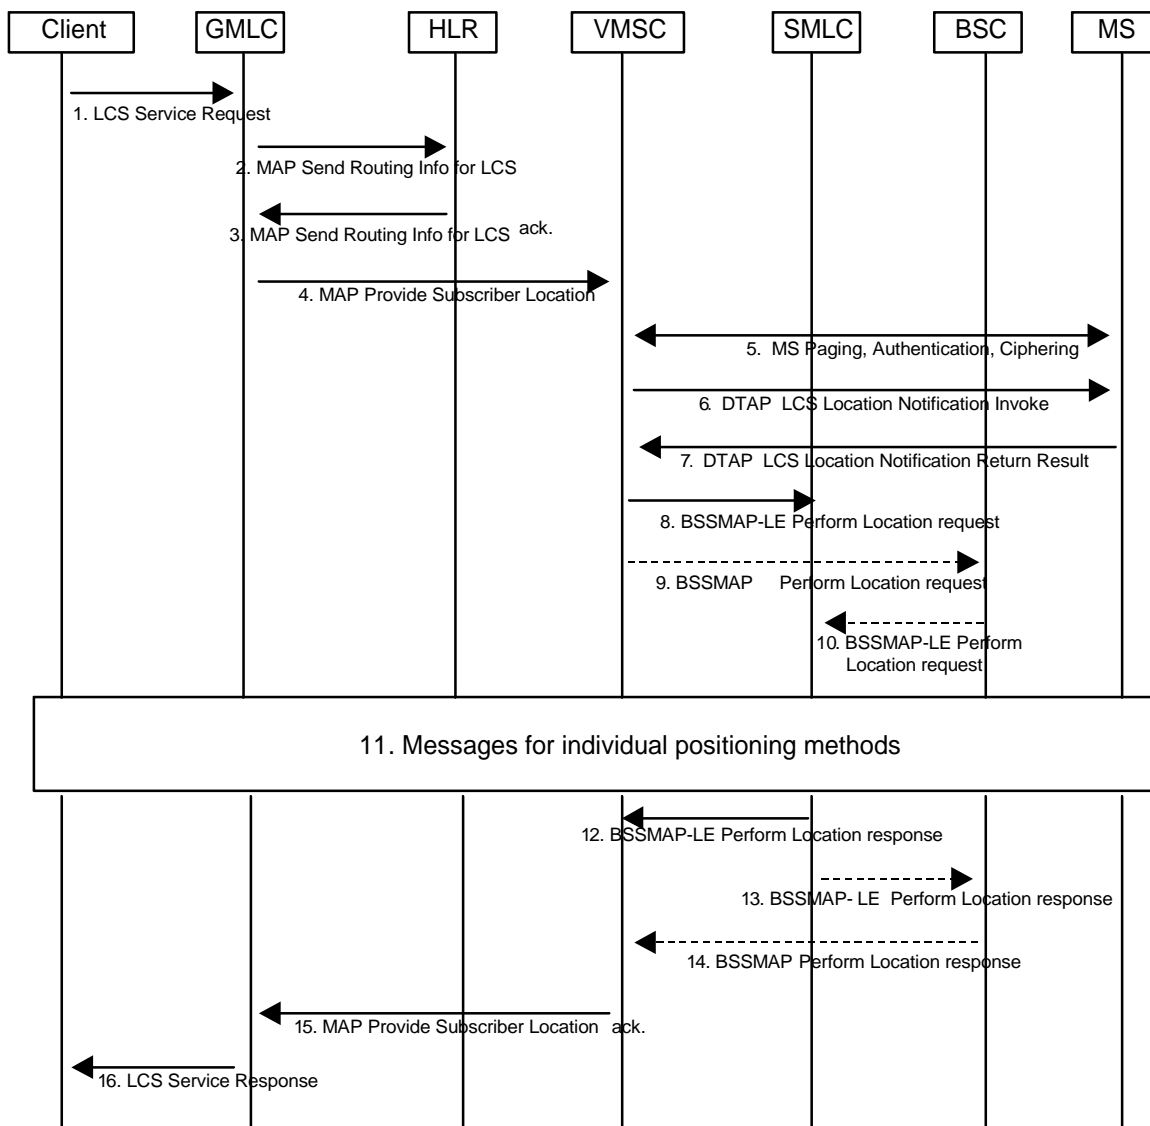 Client GMLC HLR VMSC SMLC BSC MS
1. LCS Service Request
2. MAP Send Routing Info for LCS
3. MAP Send Routing Info for LCS ack.
4. MAP Provide Subscriber Location
5. MS Paging, Authentication, Ciphering
6. DTAP LCS Location Notification Invoke
7. DTAP LCS Location Notification Return Result
8. BSSMAP-LE Perform Location request
9. BSSMAP Perform Location request
10. BSSMAP-LE Perform
Location request
11. Messages for individual positioning methods
12. BSSMAP-LE Perform Location response
13. BSSMAP- LE Perform Location response
14. BSSMAP Perform Location response
15. MAP Provide Subscriber Location ack.
16. LCS Service Response